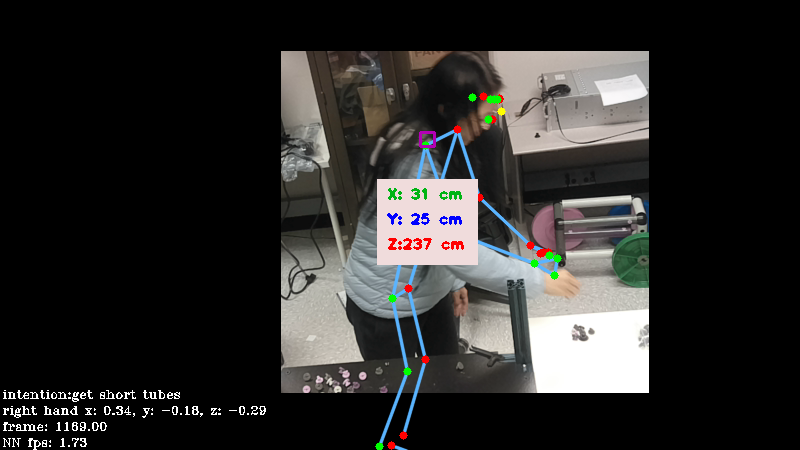 X: 31 cm
Y: 25 cm
Z:237 cm
intention:get short tubes
right hand x: 0.34, y: -0.18, z: -0.29
frame: 1169.00
NN fps: 1.73